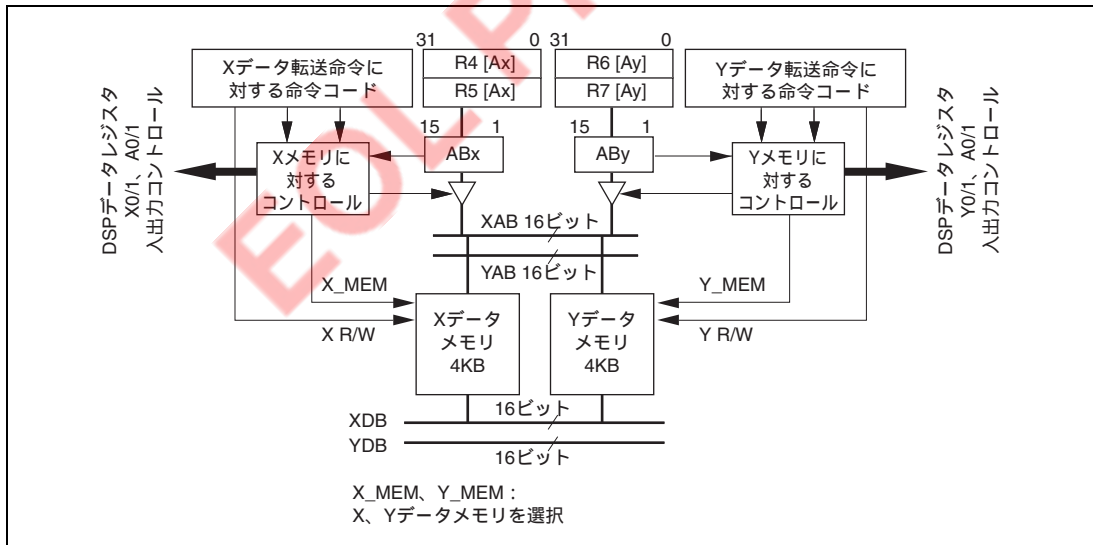 31 0
31 0
Xデータ転送命令に
対する命令コード
R4 [Ax]
R5 [Ax]
R6 [Ay]
R7 [Ay]
Yデータ転送命令に
対する命令コード
DSPデータレジスタ
X0/1、A0/1
入出力コントロール
15 1
ABx
15 1
ABy
Xメモリに
対する
コントロール
Yメモリに
対する
コントロール
DSPデータレジスタ
Y0/1、A0/1
入出力コントロール
XAB 16ビット
YAB 16ビット
X_MEM
X R/W
Xデータ
メモリ
4KB
Yデータ
メモリ
4KB
Y_MEM
Y R/W
XDB
16ビット
YDB
16ビット
X_MEM、Y_MEM：
X、Yデータメモリを選択